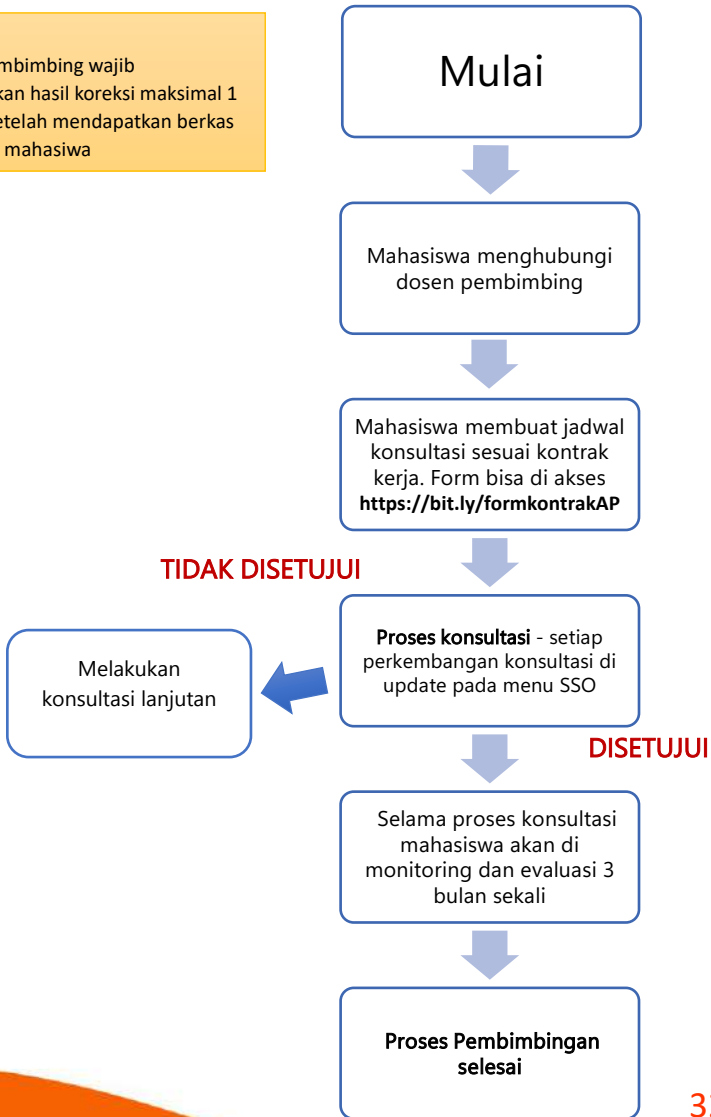 wajib
hasil koreksi maksimal 1
mendapatkan berkas
mahasiwa
Mulai
Mahasiswa menghubungi
dosen pembimbing
Mahasiswa membuat jadwal
konsultasi sesuai kontrak
kerja. Form bisa di akses
https://bit.ly/formkontrakAP
TIDAK DISETUJUI
Proses konsultasi - setiap
perkembangan konsultasi di
update pada menu SSO
Melakukan
konsultasi lanjutan
DISETUJUI
Selama proses konsultasi
mahasiswa akan di
monitoring dan evaluasi 3
bulan sekali
Proses Pembimbingan
selesai